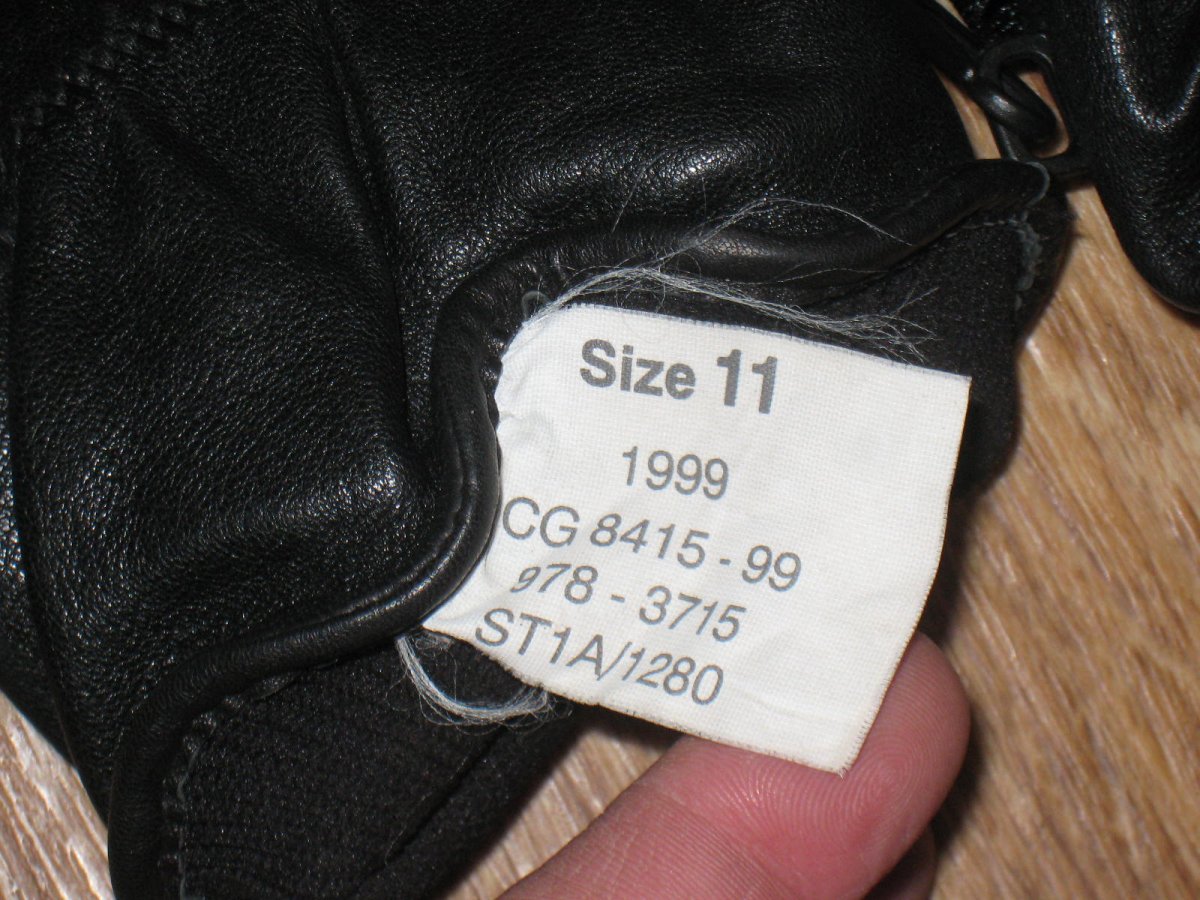 Size 11
1999
CG 8415 - 99
978 - 3715
ST1A/1280